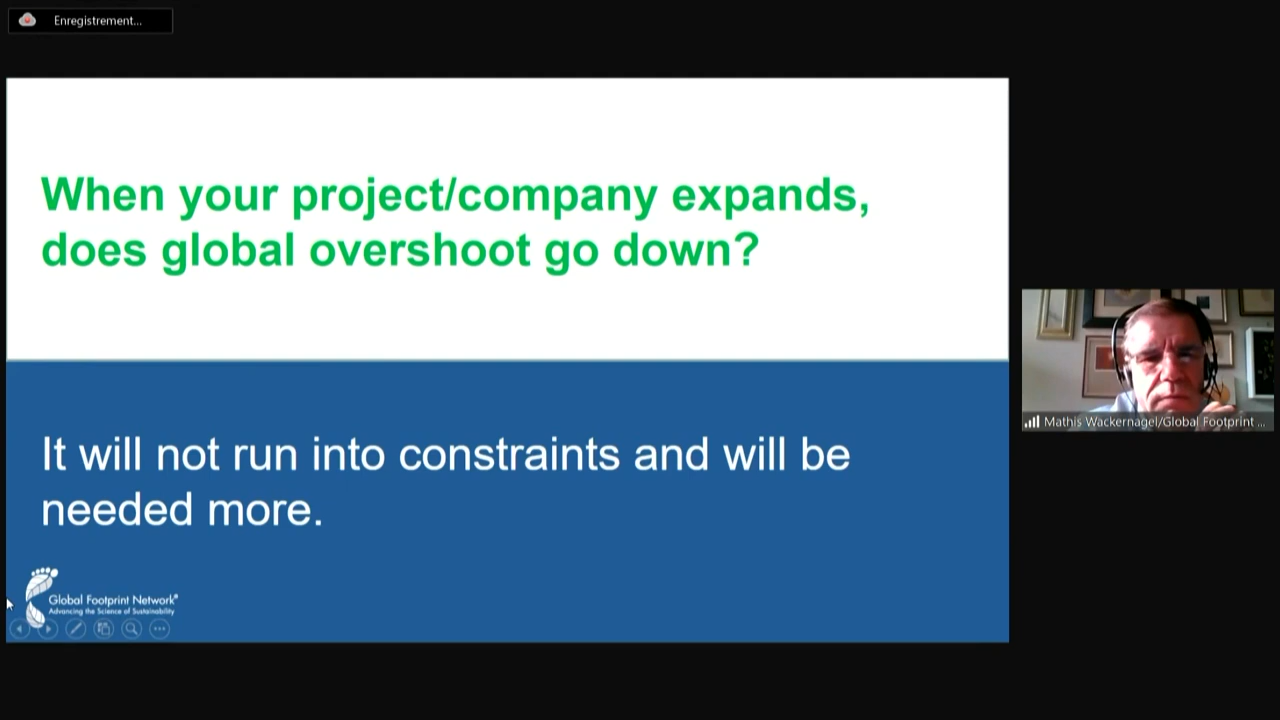 Enregistrement...
When your project/company expands,
does global overshoot go down?
It will not run into constraints and will be
needed more.
Global Footprint Network®
Advancing the Science of Sustainability
Mathis Wackernagel/Global Footprint ...